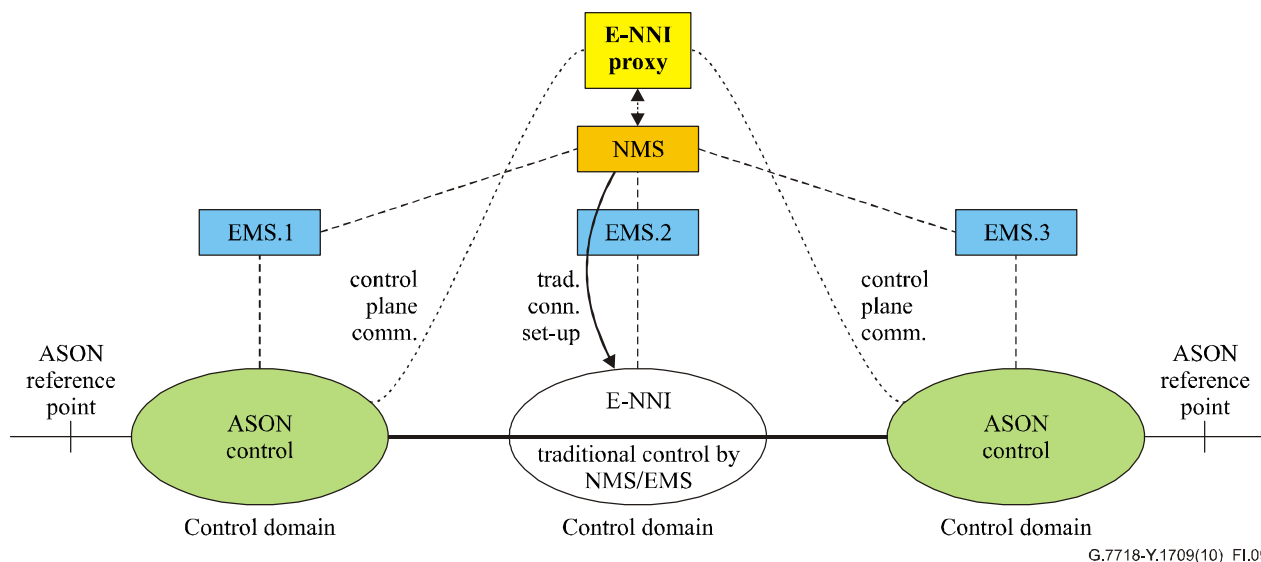 E-NNI
proxy
NMS
EMS.1
EMS.2
EMS.3
control
plane
comm.
trad.
conn.
set-up
control
plane
comm.
ASON
reference
point
ASON
control
E-NNI
traditional control by
NMS/EMS
ASON
control
ASON
reference
point
Control domain
Control domain
Control domain
G.7718-Y.1709(10)_FI.09